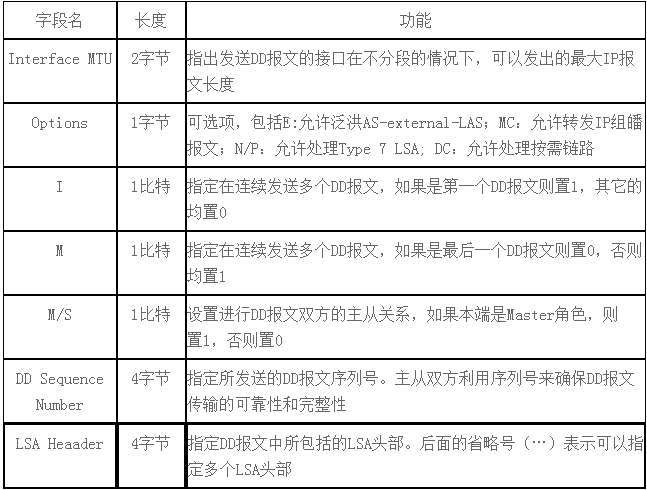 字段名 长度 功能
Interface MTU 2字节 指出发送DD报文的接口在不分段的情况下，可以发出的最大IP报
文长度
Options 1字节 可选项，包括E:允许泛洪AS-external-LAS；MC：允许转发IP组皤
报文；N/P：允许处理Type 7 LSA; DC：允许处理按需链路
I 1比特 指定在连续发送多个DD报文，如果是第一个DD报文则置1，其它的
均置0
M 1比特 指定在连续发送多个DD报文，如果是最后一个DD报文则置0，否则
均置1
M/S 1比特 设置进行DD报文双方的主从关系，如果本端是Master角色，则
置1，否则置0
DD Sequence
Number 4字节 指定所发送的DD报文序列号。主从双方利用序列号来确保DD报文
传输的可靠性和完整性
LSA Heaader 4字节 指定DD报文中所包括的LSA头部。后面的省略号（…）表示可以指
定多个LSA头部